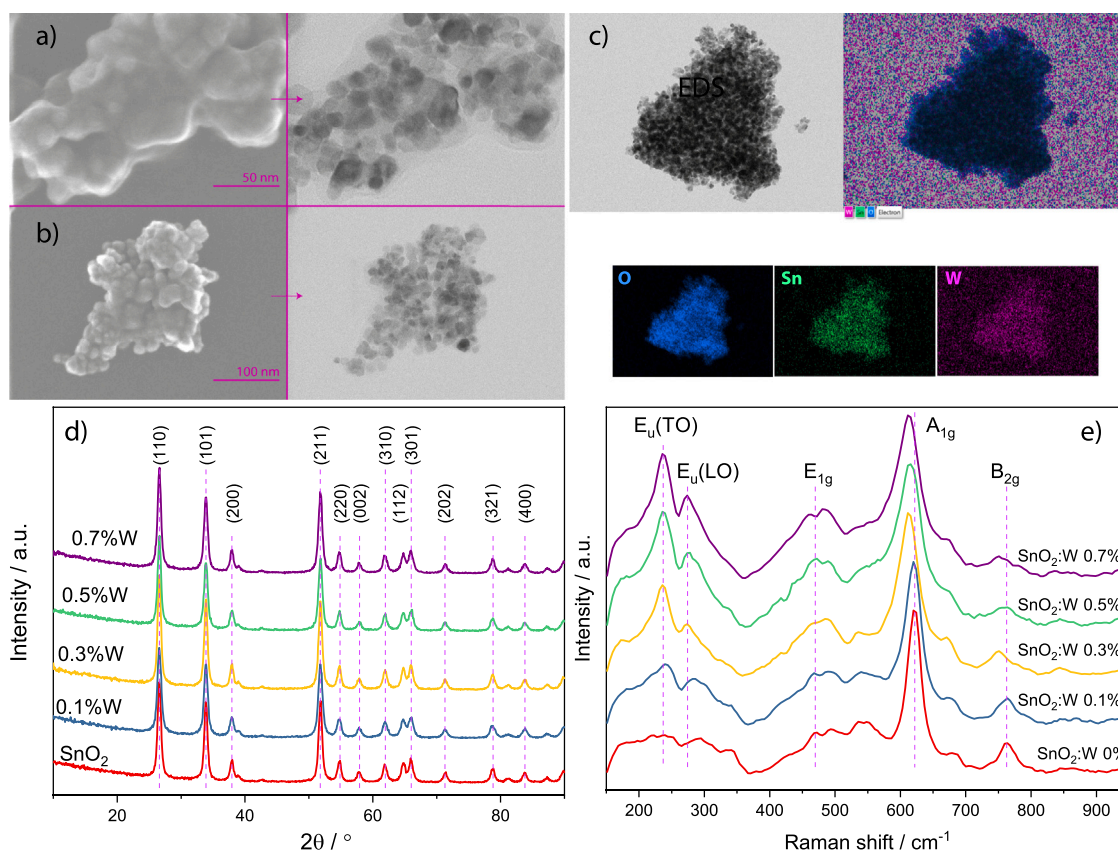 a)
50 nm
b)
100 nm
c)
EDS
W Sn O Electron
O
Sn
W
d)
(110)
(101)
(200)
(211)
(220)
(002)
(310)
(112)
(301)
(202)
(321)
(400)
0.7%W
0.5%W
0.3%W
0.1%W
SnO₂
Intensity / a.u.
20 40 60 80
2θ / °
e)
Eᵤ(TO)
Eᵤ(LO)
E₁g
A₁g
B₂g
SnO₂:W 0.7%
SnO₂:W 0.5%
SnO₂:W 0.3%
SnO₂:W 0.1%
SnO₂:W 0%
Intensity / a.u.
200 300 400 500 600 700 800 900
Raman shift / cm⁻¹